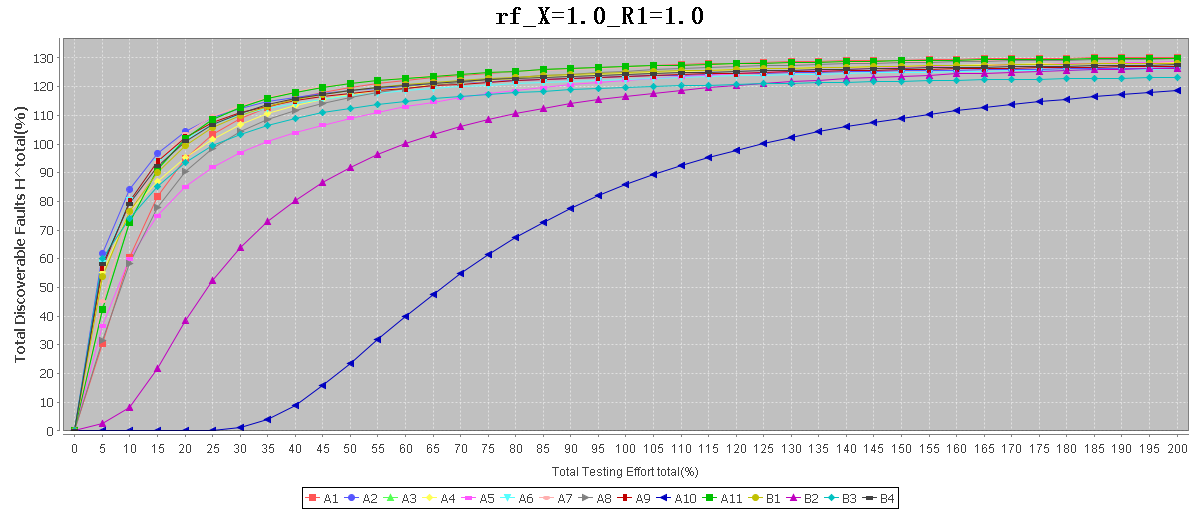 rf_X=1.0_R1=1.0
Total Discoverable Faults H^total(%)
130
120
110
100
90
80
70
60
50
40
30
20
10
0
0 5 10 15 20 25 30 35 40 45 50 55 60 65 70 75 80 85 90 95 100 105 110 115 120 125 130 135 140 145 150 155 160 165 170 175 180 185 190 195 200
Total Testing Effort total(%)
A1 A2 A3 A4 A5 A6 A7 A8 A9 A10 A11 B1 B2 B3 B4